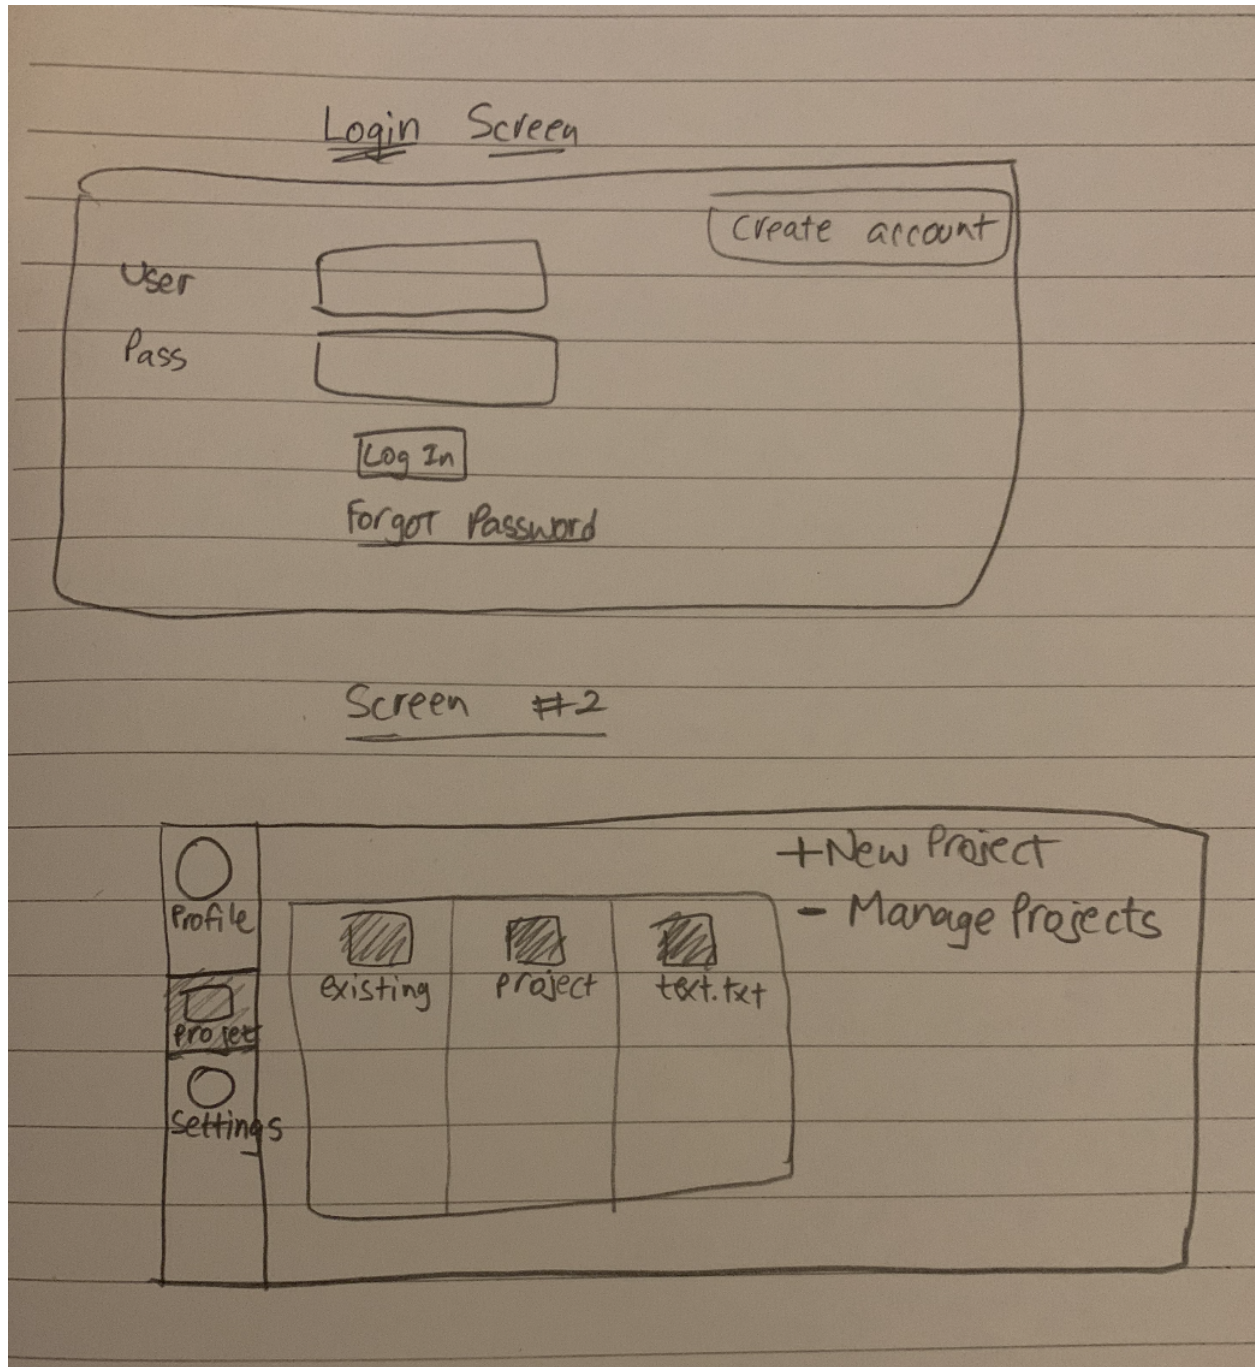 Login Screen
Create account
User
Pass
Log In
Forgot Password
Screen #2
+New Project
- Manage Projects
Profile
existing project text.txt
Projet
Settings